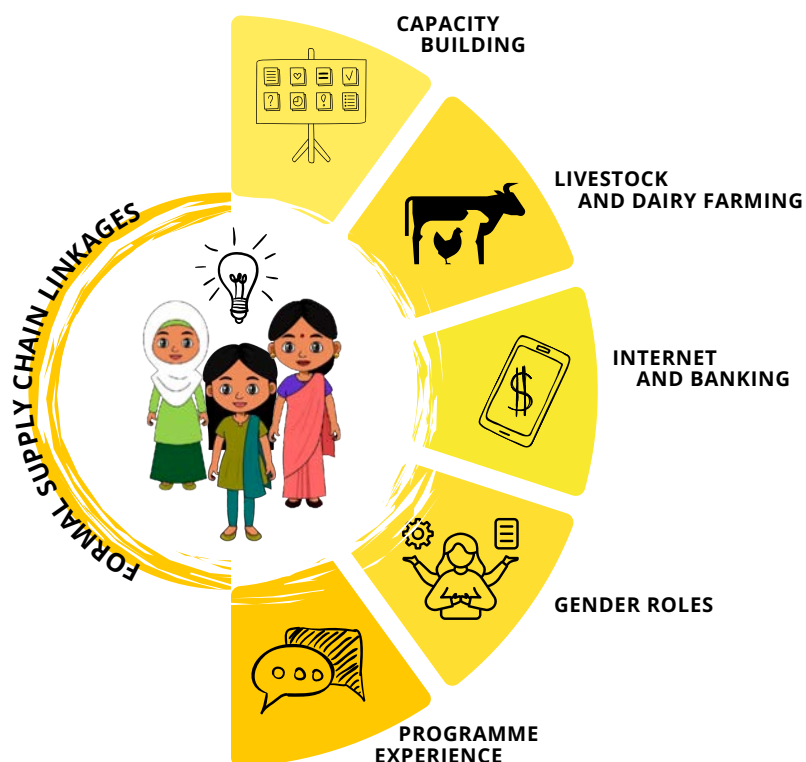 CAPACITY
BUILDING
LIVESTOCK
AND DAIRY FARMING
INTERNET
AND BANKING
GENDER ROLES
PROGRAMME
EXPERIENCE
FORMAL SUPPLY CHAIN LINKAGES